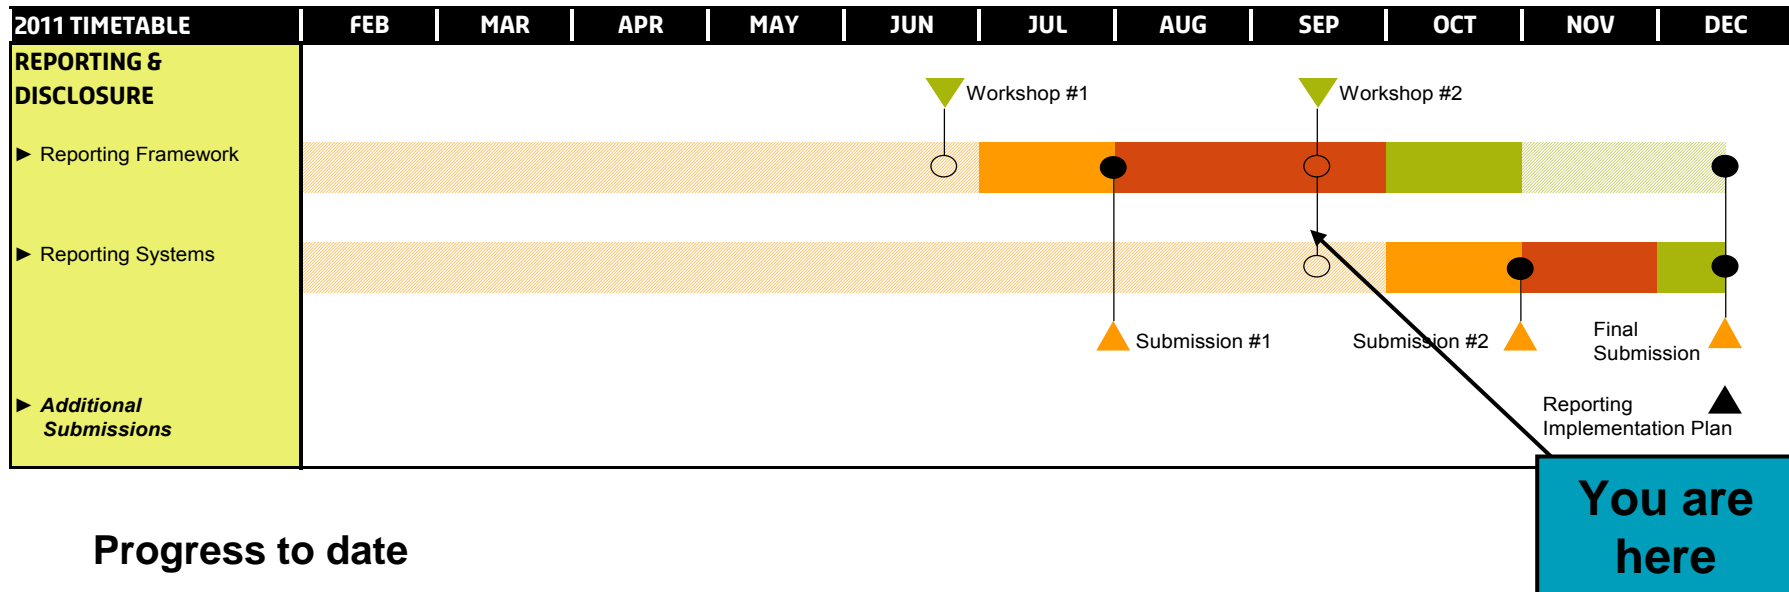 2011 TIMETABLE FEB MAR APR MAY JUN JUL AUG SEP OCT NOV DEC
REPORTING &
DISCLOSURE
Workshop #1 Workshop #2
► Reporting Framework
► Reporting Systems
Submission #1 Submission #2
Final
Submission
► Additional
Submissions
Reporting
Implementation Plan
You are
here
Progress to date